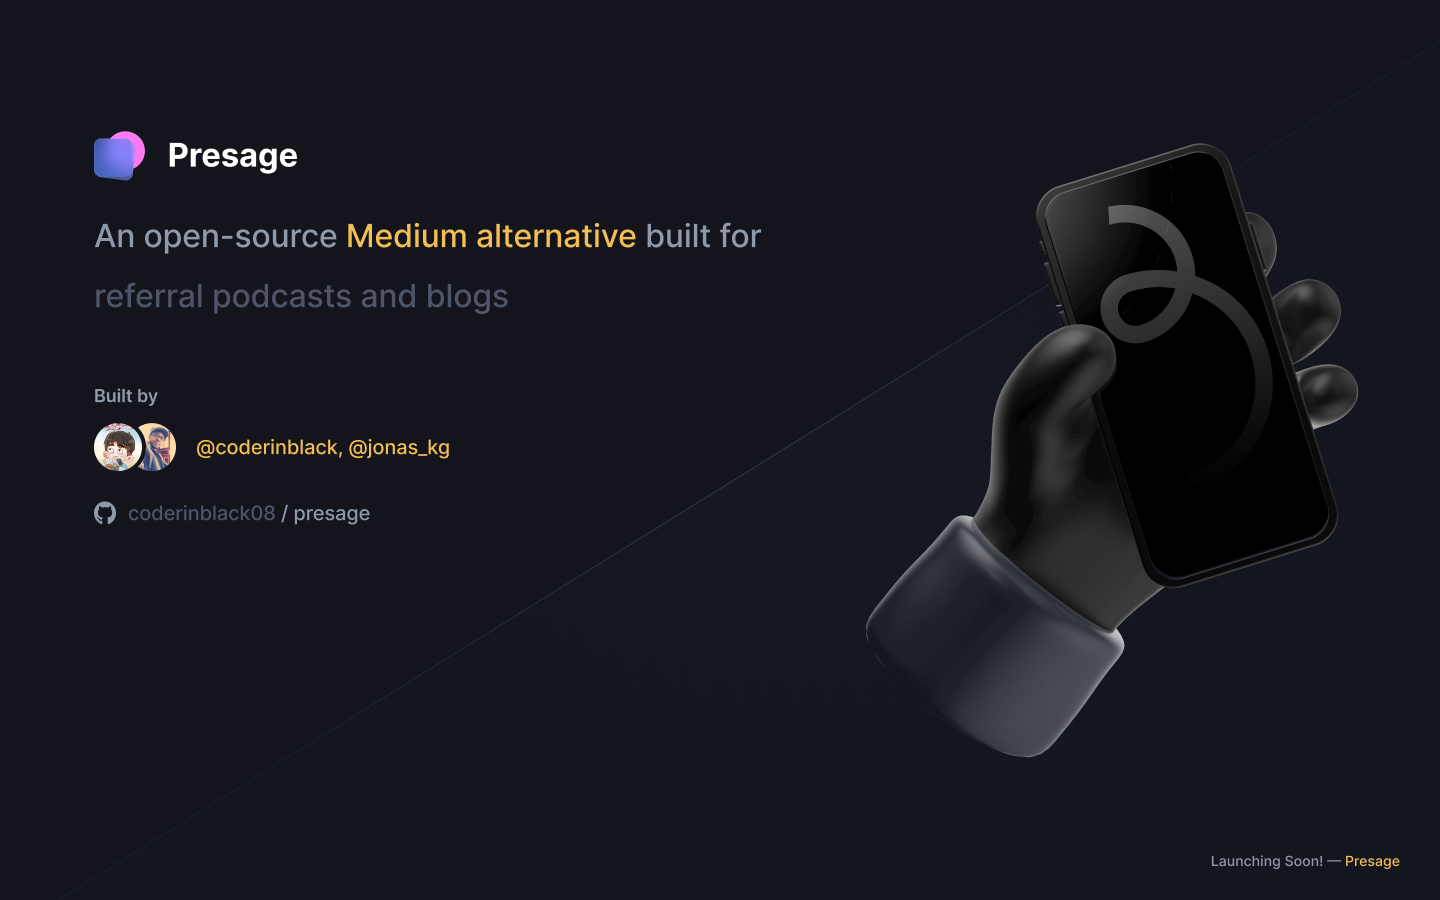 Presage
An open-source Medium alternative built for
referral podcasts and blogs
Built by
@coderinblack, @jonas_kg
coderinblack08 / presage
Launching Soon! — Presage